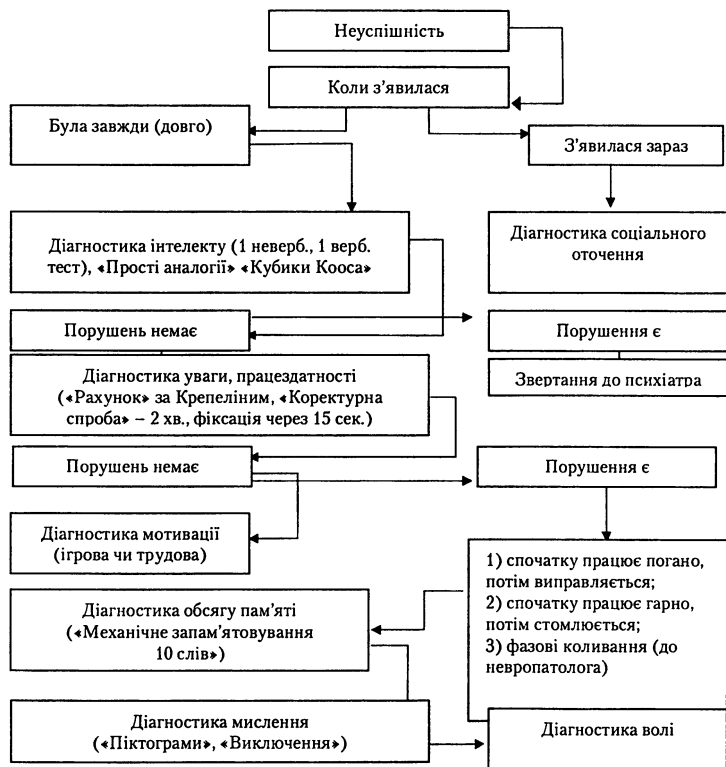 Неуспішність
Коли з’явилася
Була завжди (довго)
З’явилася зараз
Діагностика інтелекту (1 неверб., 1 верб.
тест), «Прості аналогії» «Кубики Кооса»
Діагностика соціального
оточення
Порушень немає
Порушення є
Звертання до психіатра
Діагностика уваги, працездатності
(«Рахунок» за Крепеліним, «Коректурна
спроба» – 2 хв., фіксація через 15 сек.)
Порушень немає
Порушення є
Діагностика мотивації
(ігрова чи трудова)
1) спочатку працює погано,
потім виправляється;
2) спочатку працює гарно,
потім стомлюється;
3) фазові коливання (до
невропатолога)
Діагностика обсягу пам’яті
(«Механічне запам’ятовування
10 слів»)
Діагностика мислення
(«Піктограми», «Виключення»)
Діагностика волі